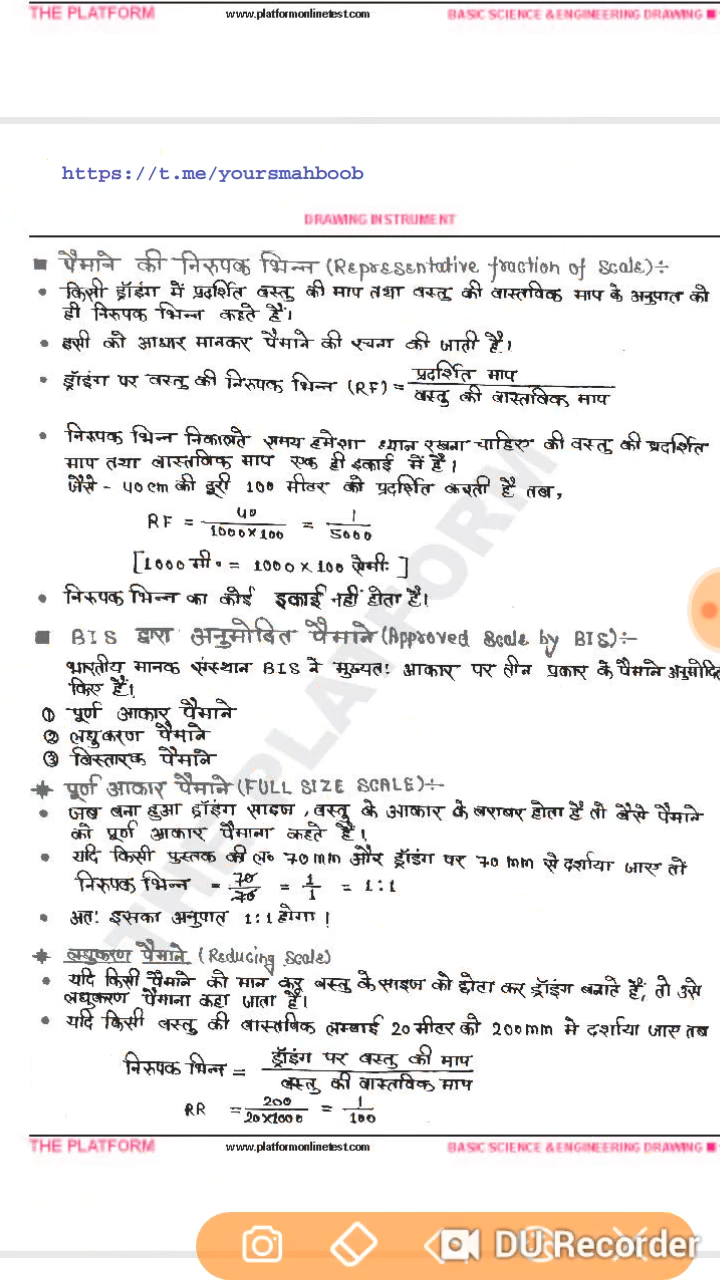 THE PLATFORM www.platformonlinetest.com BASIC SCIENCE & ENGINEERING DRAWING
https://t.me/yoursmahboob
DRAWING INSTRUMENT
■ पैमाने की निरुपक भिन्न (Representative fraction of scale)÷
• किसी ड्रॉइंग में प्रदर्शित वस्तु की माप तथा वस्तु की वास्तविक माप के अनुपात को
ही निरुपक भिन्न कहते हैं।
• इसी को आधार मानकर पैमाने की रचना की जाती है।
• ड्रॉइंग पर वस्तु की निरुपक भिन्न (RF) = प्रदर्शित माप
वस्तु की वास्तविक माप
• निरुपक भिन्न निकालते समय हमेशा ध्यान रखना चाहिए की वस्तु की प्रदर्शित
माप तथा वास्तविक माप एक ही इकाई में है।
जैसे - 40 cm की दूरी 100 मीटर को प्रदर्शित करती है तब,
RF = 40/1000×100 = 1/5000
[1000 मी॰ = 1000 × 100 सेमी॰]
• निरुपक भिन्न का कोई इकाई नहीं होता है।
■ BIS द्वारा अनुमोदित पैमाने (Approved Scale by BIS)÷
भारतीय मानक संस्थान BIS ने मुख्यतः आकार पर तीन प्रकार के पैमाने अनुमोदि
किए हैं।
① पूर्ण आकार पैमाने
② लघुकरण पैमाने
③ विस्तारक पैमाने
* पूर्ण आकार पैमाने (FULL SIZE SCALE)÷
• जब बना हुआ ड्रॉइंग साइज, वस्तु के आकार के बराबर होता है तो वैसे पैमाने
को पूर्ण आकार पैमाना कहते हैं।
• यदि किसी पुस्तक की ल॰ 70mm और ड्रॉइंग पर 70 mm से दर्शाया जाए तो
निरुपक भिन्न = 70/70 = 1/1 = 1:1
• अतः इसका अनुपात 1:1 होगा।
* लघुकरण पैमाने (Reducing Scale)
• यदि किसी पैमाने को मान कर वस्तु के साइज को छोटा कर ड्रॉइंग बनाते हैं, तो उसे
लघुकरण पैमाना कहा जाता है।
• यदि किसी वस्तु की वास्तविक लम्बाई 20 मीटर को 200mm मे दर्शाया जाए तब
निरुपक भिन्न = ड्रॉइंग पर वस्तु की माप
वस्तु की वास्तविक माप
RR = 200/20×1000 = 1/100
THE PLATFORM www.platformonlinetest.com BASIC SCIENCE & ENGINEERING DRAWING
THE PLATFORM
DU Recorder